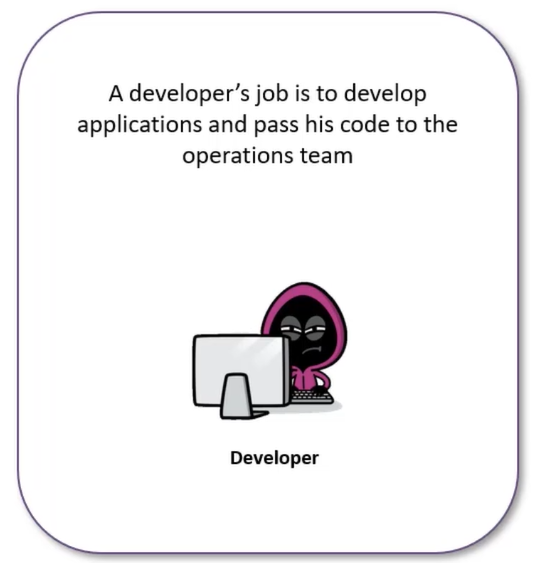 A developer’s job is to develop
applications and pass his code to the
operations team
Developer